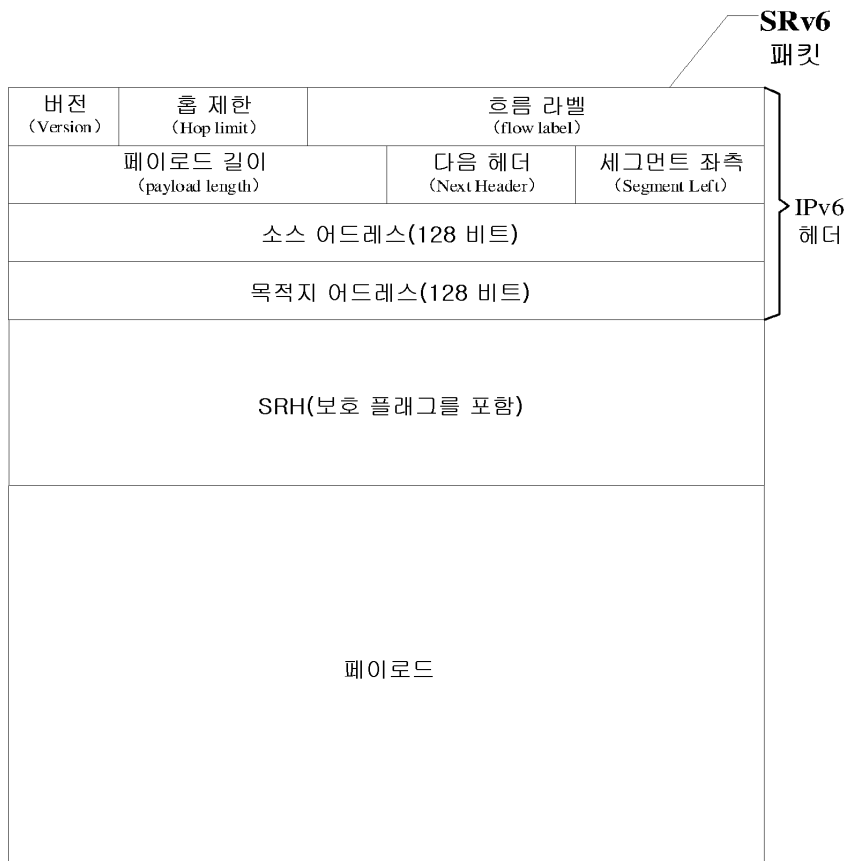 SRv6
패킷
버전
(Version)
홉 제한
(Hop limit)
흐름 라벨
(flow label)
페이로드 길이
(payload length)
다음 헤더
(Next Header)
세그먼트 좌측
(Segment Left)
IPv6
헤더
소스 어드레스(128 비트)
목적지 어드레스(128 비트)
SRH(보호 플래그를 포함)
페이로드